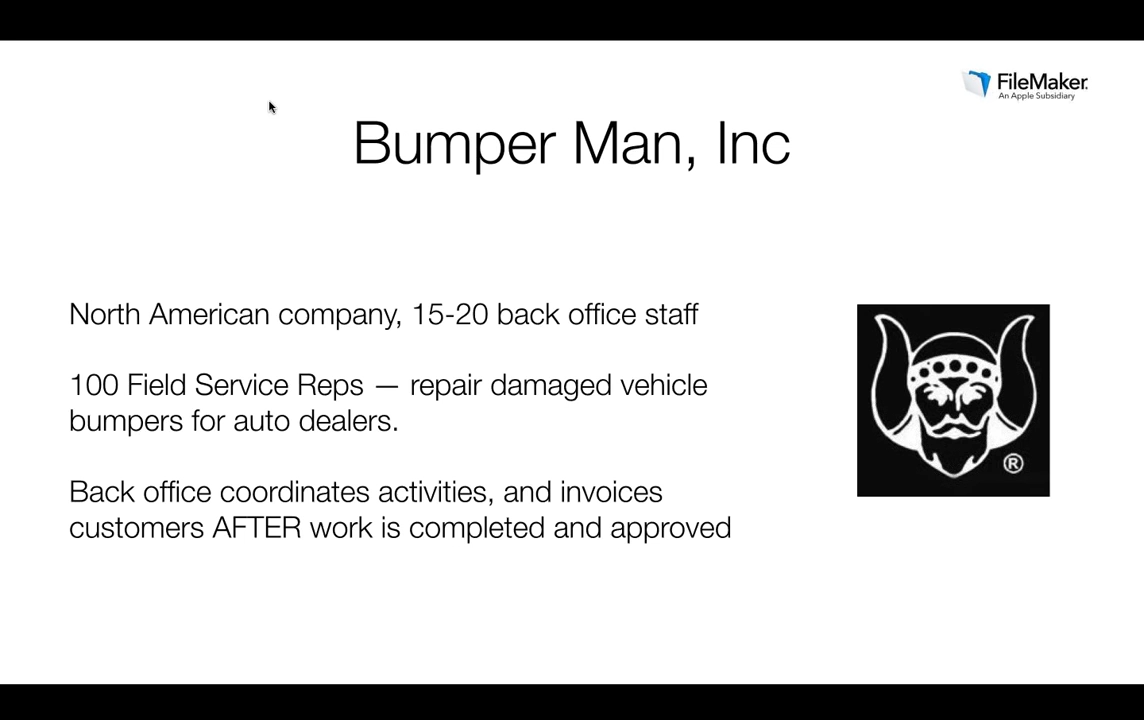 FileMaker.
An Apple Subsidiary
Bumper Man, Inc
North American company, 15-20 back office staff
100 Field Service Reps — repair damaged vehicle
bumpers for auto dealers.
Back office coordinates activities, and invoices
customers AFTER work is completed and approved
®